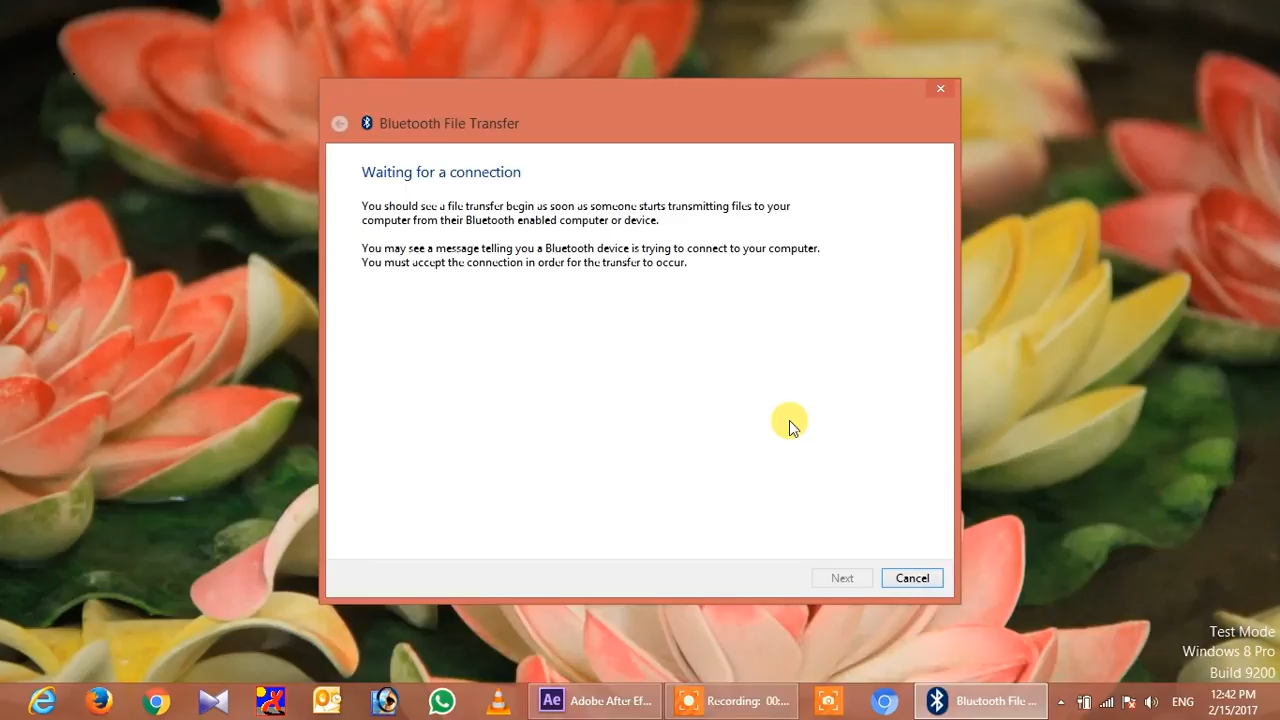 Bluetooth File Transfer
Waiting for a connection
You should see a file transfer begin as soon as someone starts transmitting files to your
computer from their Bluetooth enabled computer or device.
You may see a message telling you a Bluetooth device is trying to connect to your computer.
You must accept the connection in order for the transfer to occur.
Next
Cancel
Test Mode
Windows 8 Pro
Build 9200
Ae
Adobe After Ef...
Recording: 00:...
Bluetooth File ...
ENG
12:42 PM
2/15/2017